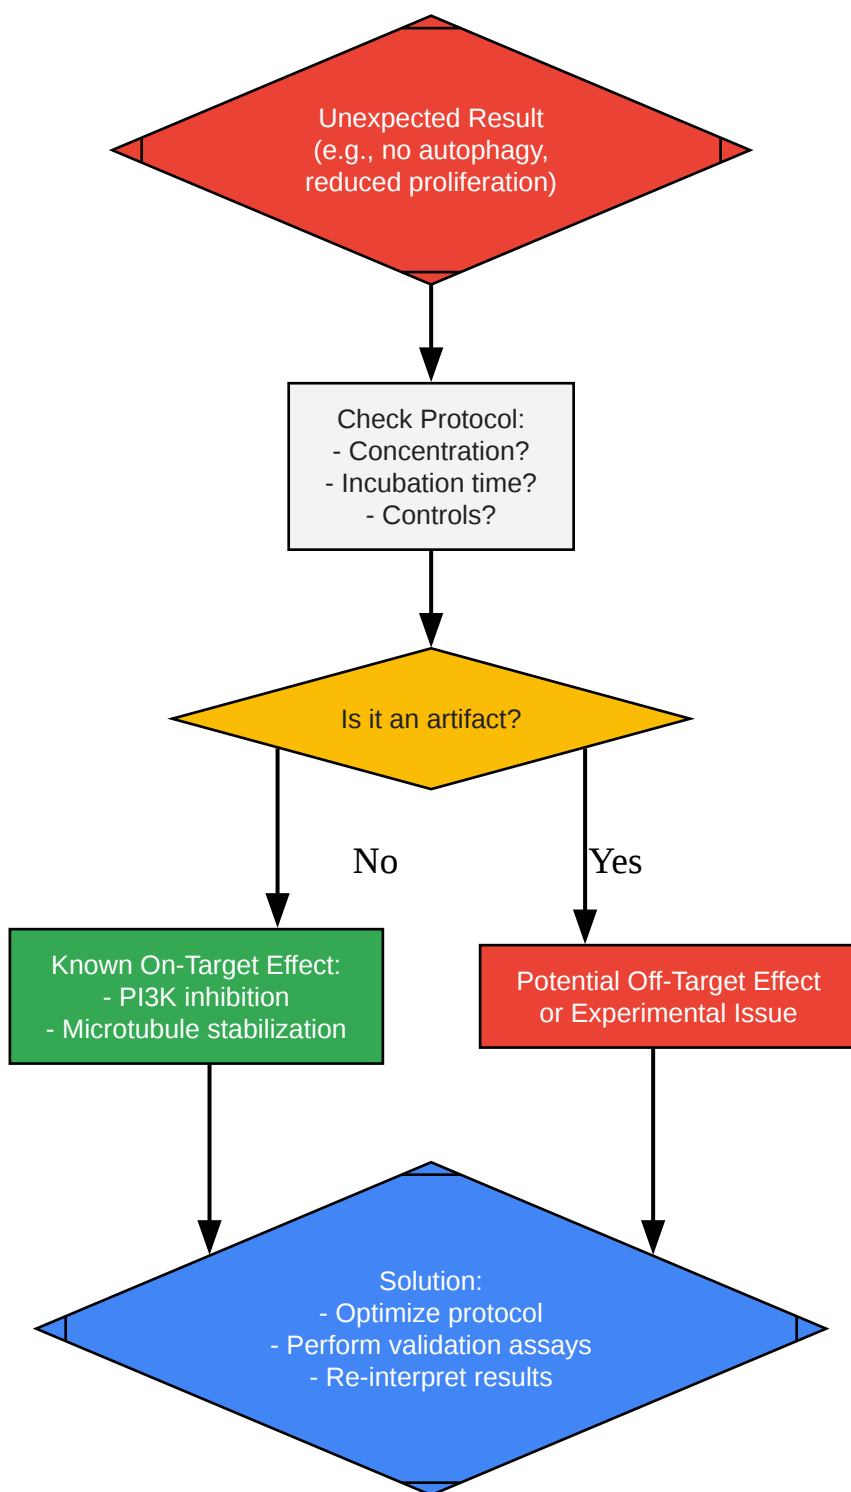 Unexpected Result
(e.g., no autophagy,
reduced proliferation)
Check Protocol:
- Concentration?
- Incubation time?
- Controls?
Is it an artifact?
No
Yes
Known On-Target Effect:
- PI3K inhibition
- Microtubule stabilization
Potential Off-Target Effect
or Experimental Issue
Solution:
- Optimize protocol
- Perform validation assays
- Re-interpret results